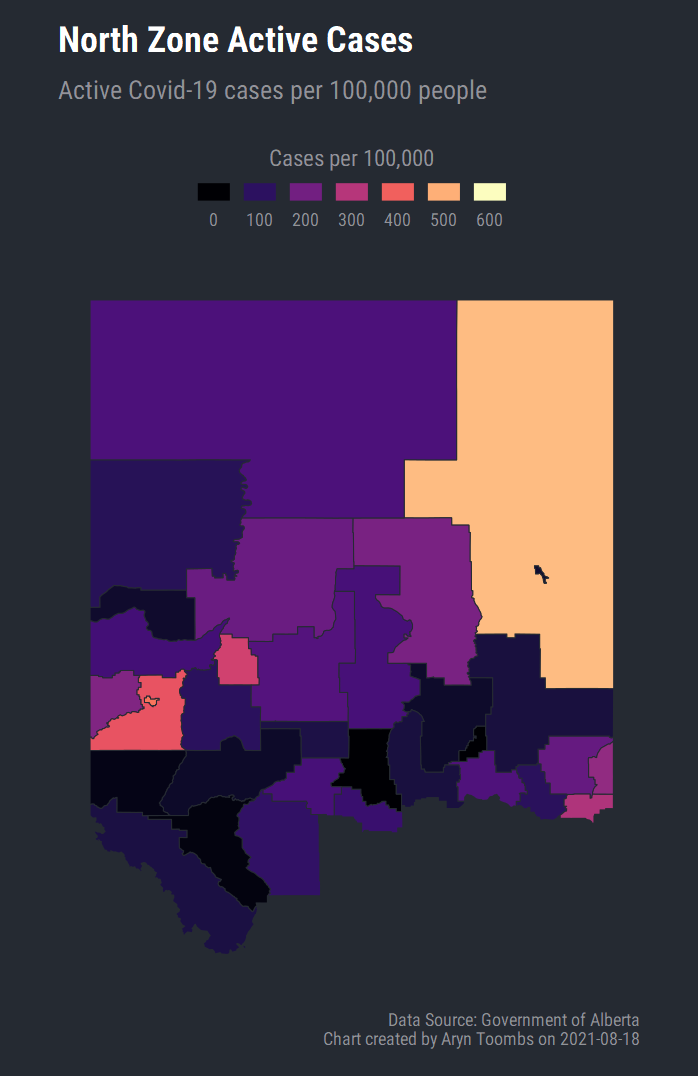 North Zone Active Cases
Active Covid-19 cases per 100,000 people
Cases per 100,000
0 100 200 300 400 500 600
Data Source: Government of Alberta
Chart created by Aryn Toombs on 2021-08-18